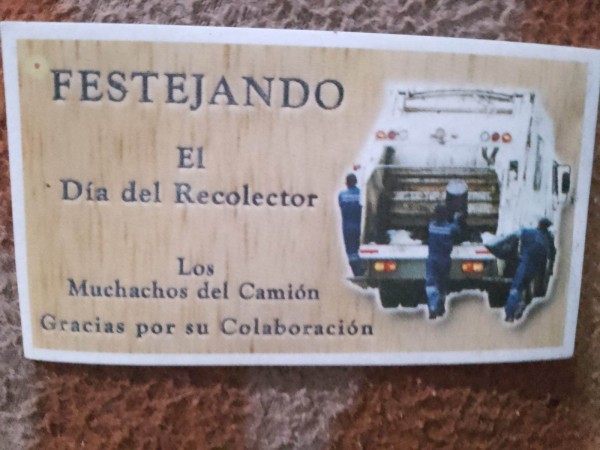 FESTEJANDO
El
Día del Recolector
Los
Muchachos del Camión
Gracias por su Colaboración